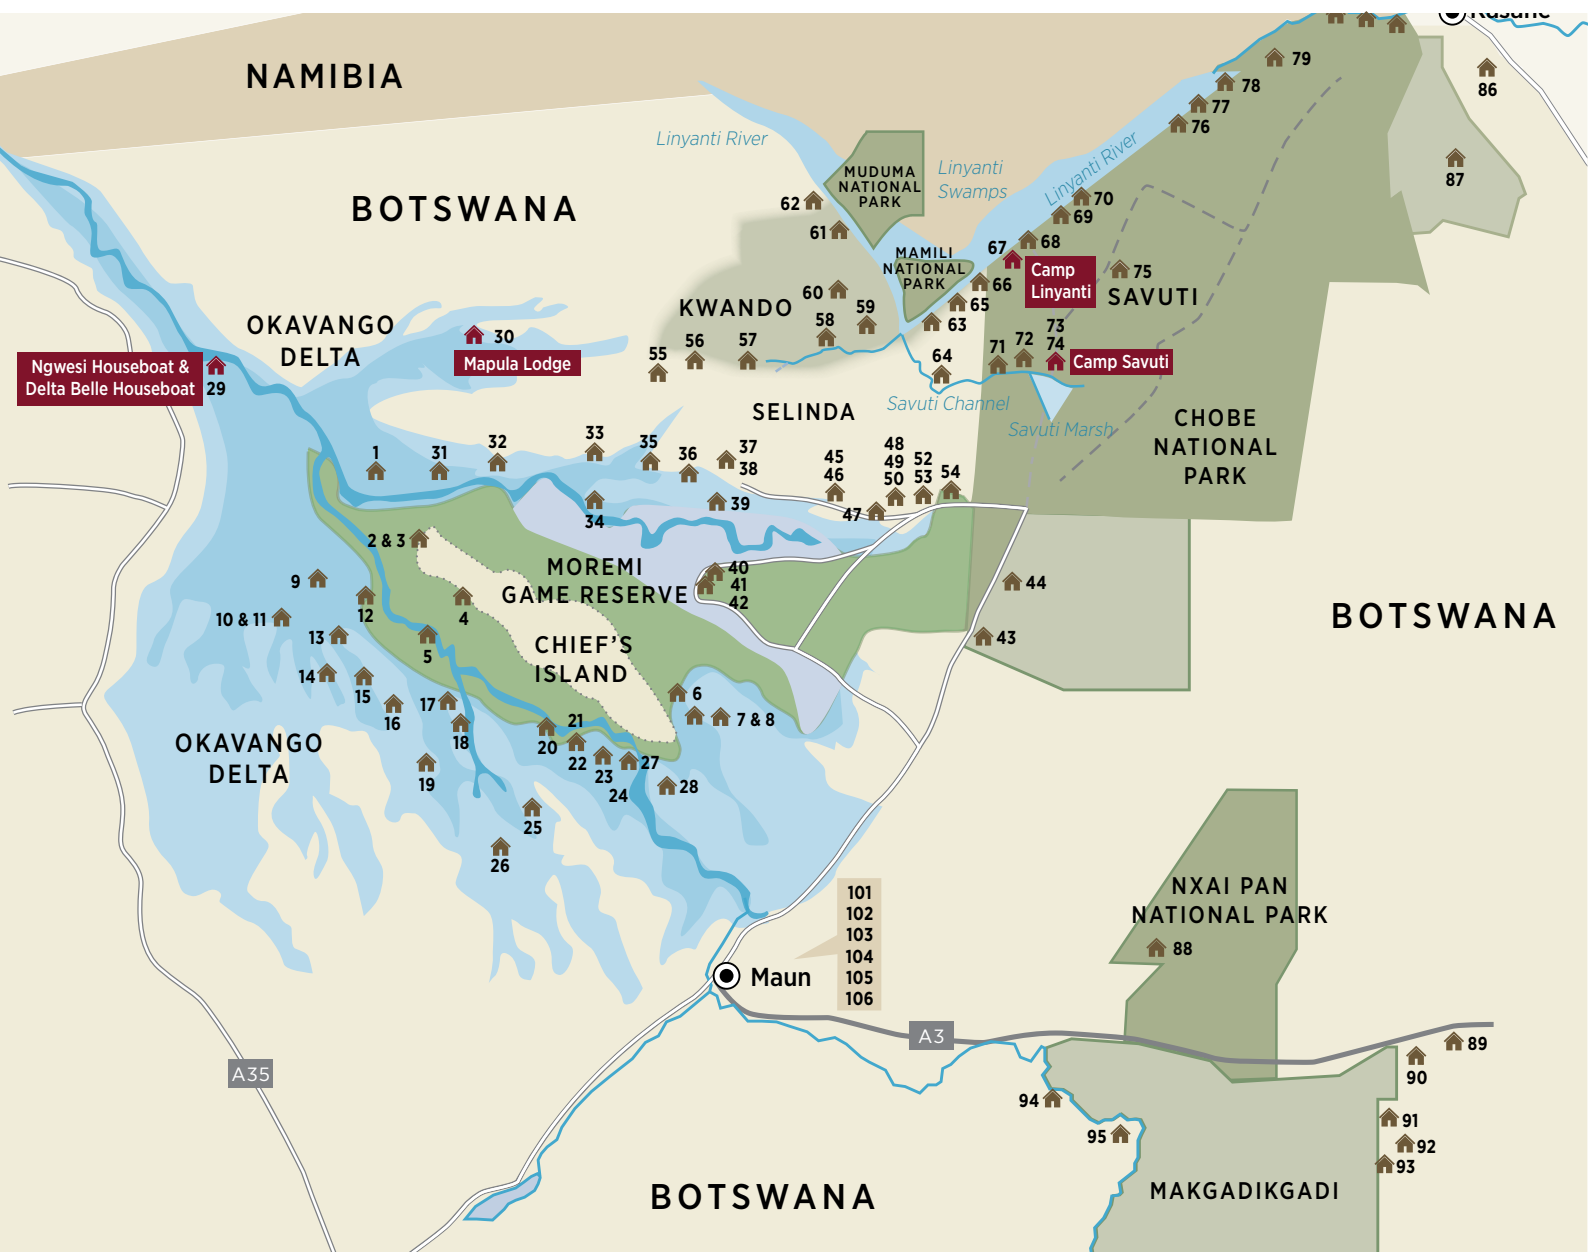 Kasane
NAMIBIA
79
78
86
77
76
Linyanti River
Linyanti
Swamps
Linyanti River
MUDUMA
NATIONAL
PARK
87
BOTSWANA
62
61
70
69
68
67
MAMILI
NATIONAL
PARK
Camp
Linyanti
75
SAVUTI
66
65
63
60
59
58
KWANDO
57
56
55
OKAVANGO
DELTA
30
Mapula Lodge
Ngwesi Houseboat &
Delta Belle Houseboat
29
64
71
72
73
74
Camp Savuti
Savuti Channel
Savuti Marsh
SELINDA
CHOBE
NATIONAL
PARK
1
31
32
33
35
36
37
38
39
34
45
46
47
48
49
50
52
53
54
2 & 3
MOREMI
GAME RESERVE
40
41
42
44
43
BOTSWANA
9
10 & 11
12
13
4
5
CHIEF'S
ISLAND
14
15
16
17
18
19
6
7 & 8
OKAVANGO
DELTA
20
21
22
23
24
27
28
25
26
101
102
103
104
105
106
Maun
NXAI PAN
NATIONAL PARK
88
A3
A35
89
90
91
92
93
94
95
BOTSWANA
MAKGADIKGADI